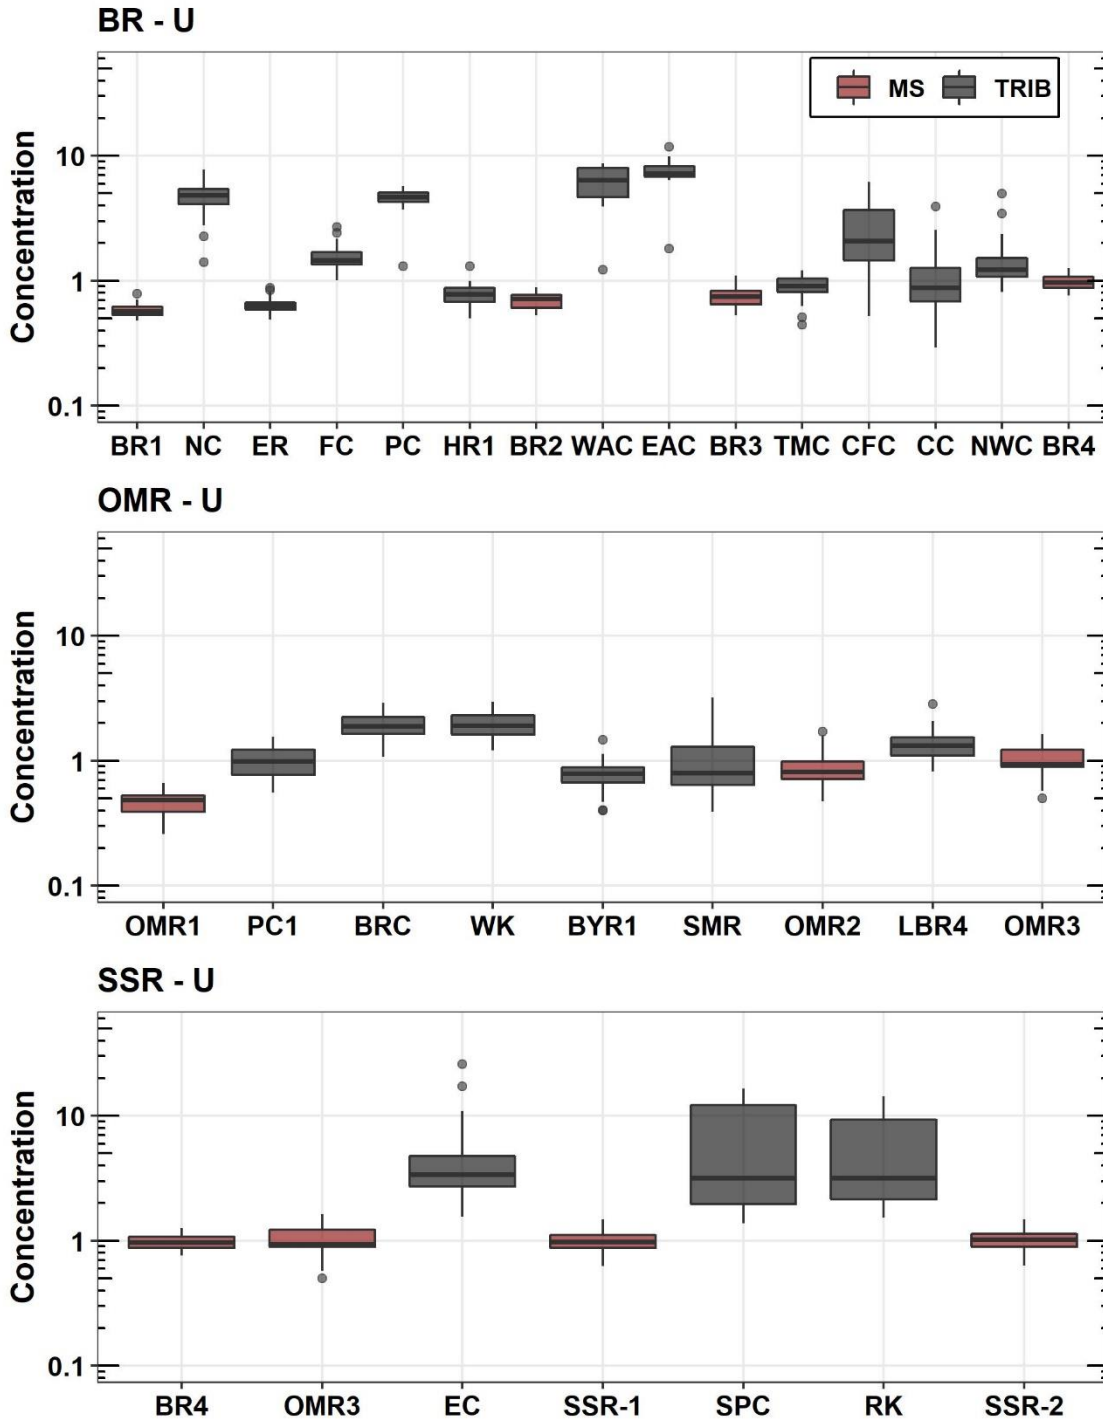 BR - U
MS TRIB
Concentration
10
1
0.1
BR1 NC ER FC PC HR1 BR2 WAC EAC BR3 TMC CFC CC NWC BR4
OMR - U
Concentration
10
1
0.1
OMR1 PC1 BRC WK BYR1 SMR OMR2 LBR4 OMR3
SSR - U
Concentration
10
1
0.1
BR4 OMR3 EC SSR-1 SPC RK SSR-2